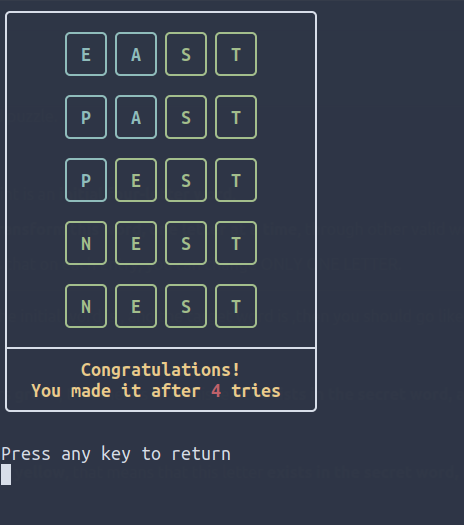 E A S T
P A S T
P E S T
N E S T
N E S T
Congratulations!
You made it after 4 tries
Press any key to return